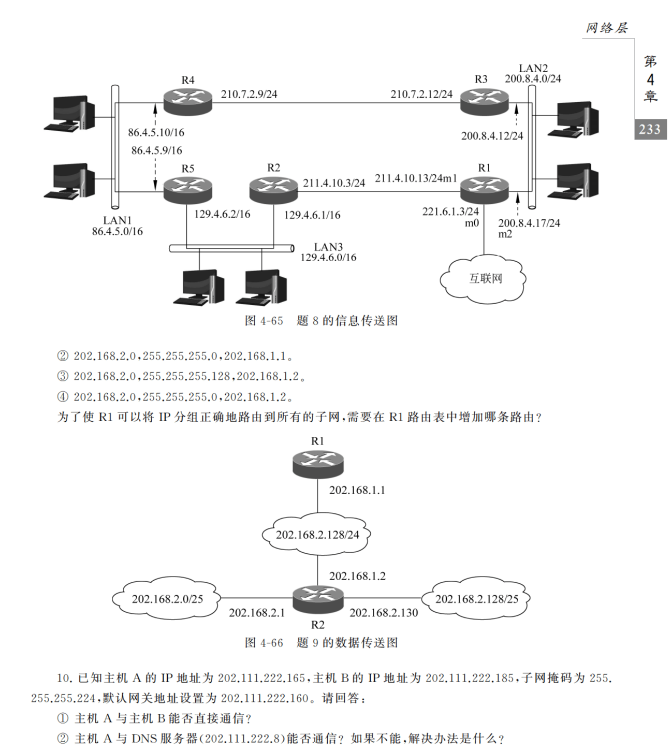 网络层
第
4
章
233
LAN2
200.8.4.0/24
R4
210.7.2.9/24
210.7.2.12/24
R3
86.4.5.10/16
86.4.5.9/16
200.8.4.12/24
R5
R2
211.4.10.3/24
211.4.10.13/24m1
R1
LAN1
86.4.5.0/16
129.4.6.2/16
129.4.6.1/16
221.6.1.3/24
m0
200.8.4.17/24
m2
LAN3
129.4.6.0/16
互联网
图 4-65 题 8 的信息传送图
② 202.168.2.0,255.255.255.0,202.168.1.1。
③ 202.168.2.0,255.255.255.128,202.168.1.2。
④ 202.168.2.0,255.255.255.0,202.168.1.2。
为了使 R1 可以将 IP 分组正确地路由到所有的子网,需要在 R1 路由表中增加哪条路由?
R1
202.168.1.1
202.168.2.128/24
202.168.1.2
202.168.2.0/25
202.168.2.1
202.168.2.130
202.168.2.128/25
R2
图 4-66 题 9 的数据传送图
10. 已知主机 A 的 IP 地址为 202.111.222.165,主机 B 的 IP 地址为 202.111.222.185,子网掩码为 255.
255.255.224,默认网关地址设置为 202.111.222.160。请回答:
① 主机 A 与主机 B 能否直接通信?
② 主机 A 与 DNS 服务器(202.111.222.8)能否通信? 如果不能,解决办法是什么?